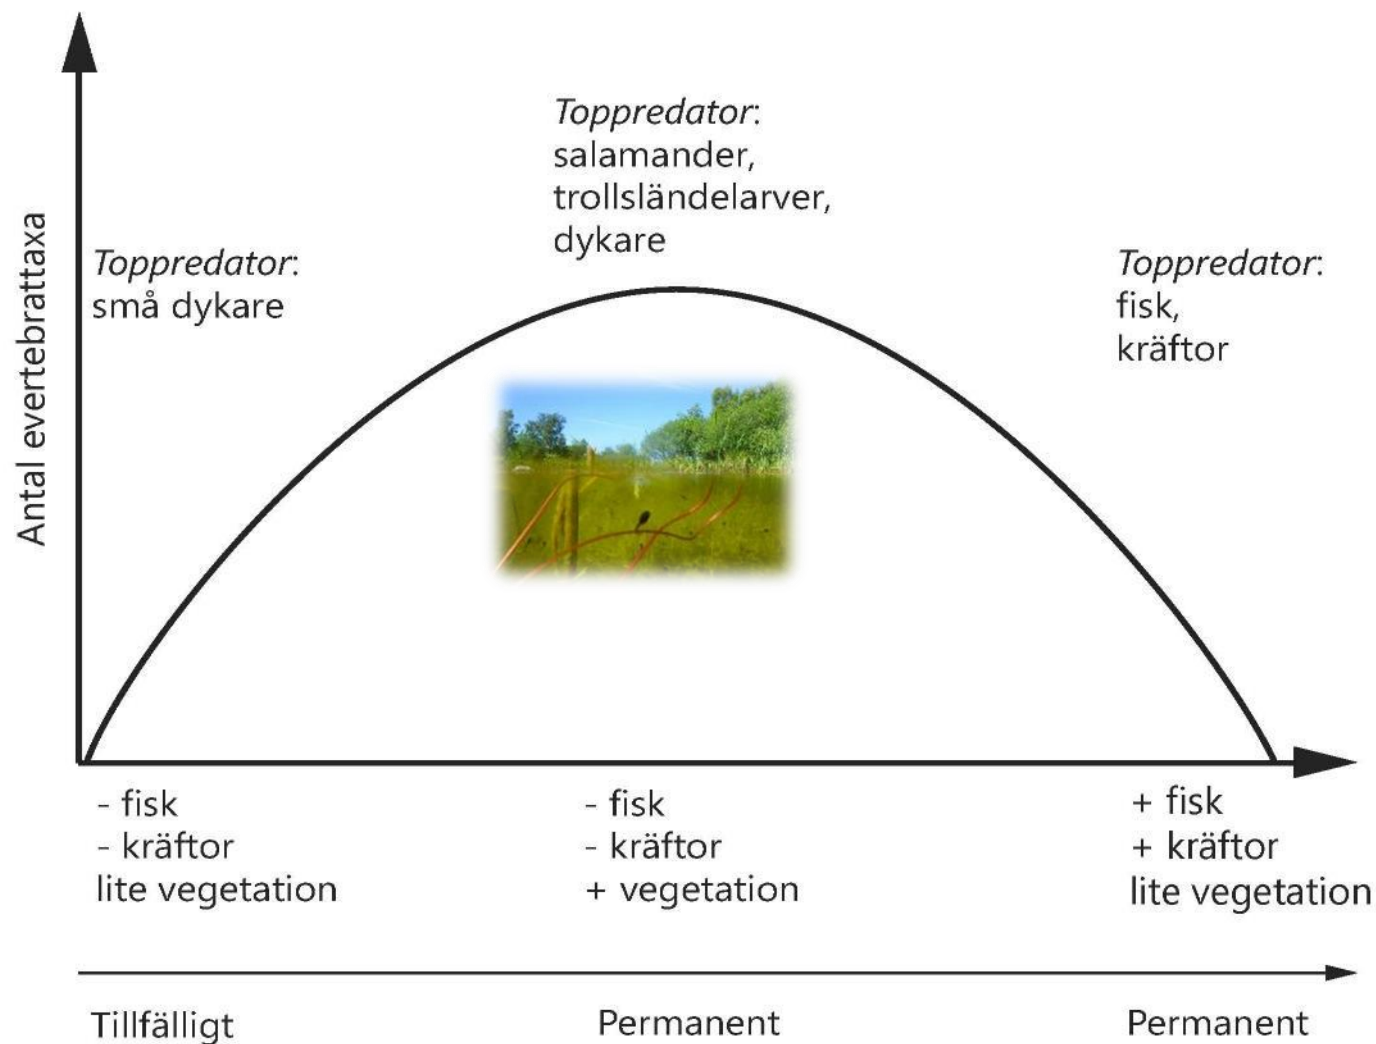 Toppredator:
salamander,
trollsländelarver,
dykare
Toppredator:
små dykare
Toppredator:
fisk,
kräftor
Antal evertebrattaxa
- fisk
- kräftor
lite vegetation
- fisk
- kräftor
+ vegetation
+ fisk
+ kräftor
lite vegetation
Tillfälligt
Permanent
Permanent